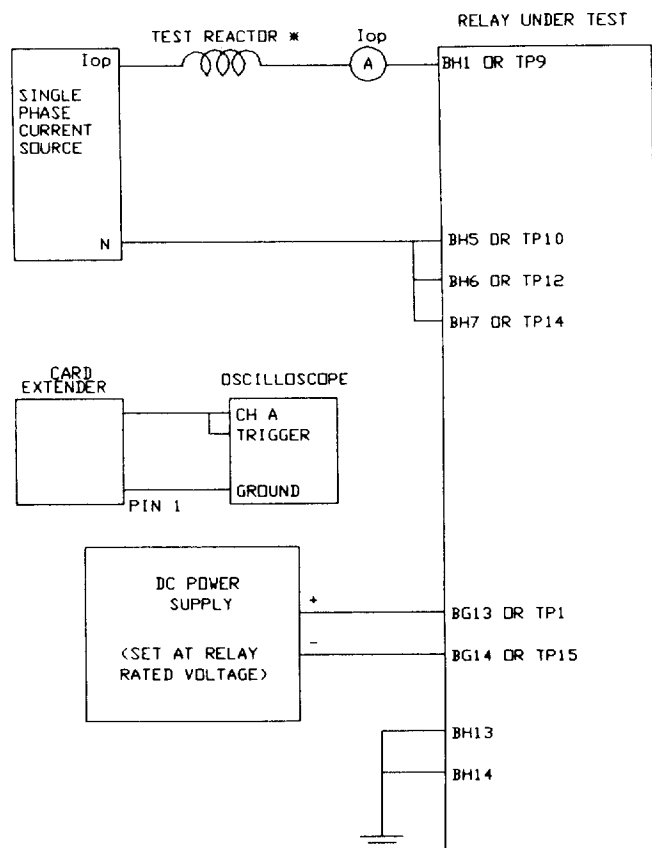 RELAY UNDER TEST
TEST REACTOR *
Iop
Iop
A
BH1 OR TP9
SINGLE
PHASE
CURRENT
SOURCE
N
BH5 OR TP10
BH6 OR TP12
BH7 OR TP14
CARD
EXTENDER
OSCILLOSCOPE
CH A
TRIGGER
GROUND
PIN 1
DC POWER
SUPPLY
(SET AT RELAY
RATED VOLTAGE)
+
BG13 OR TP1
-
BG14 OR TP15
BH13
BH14